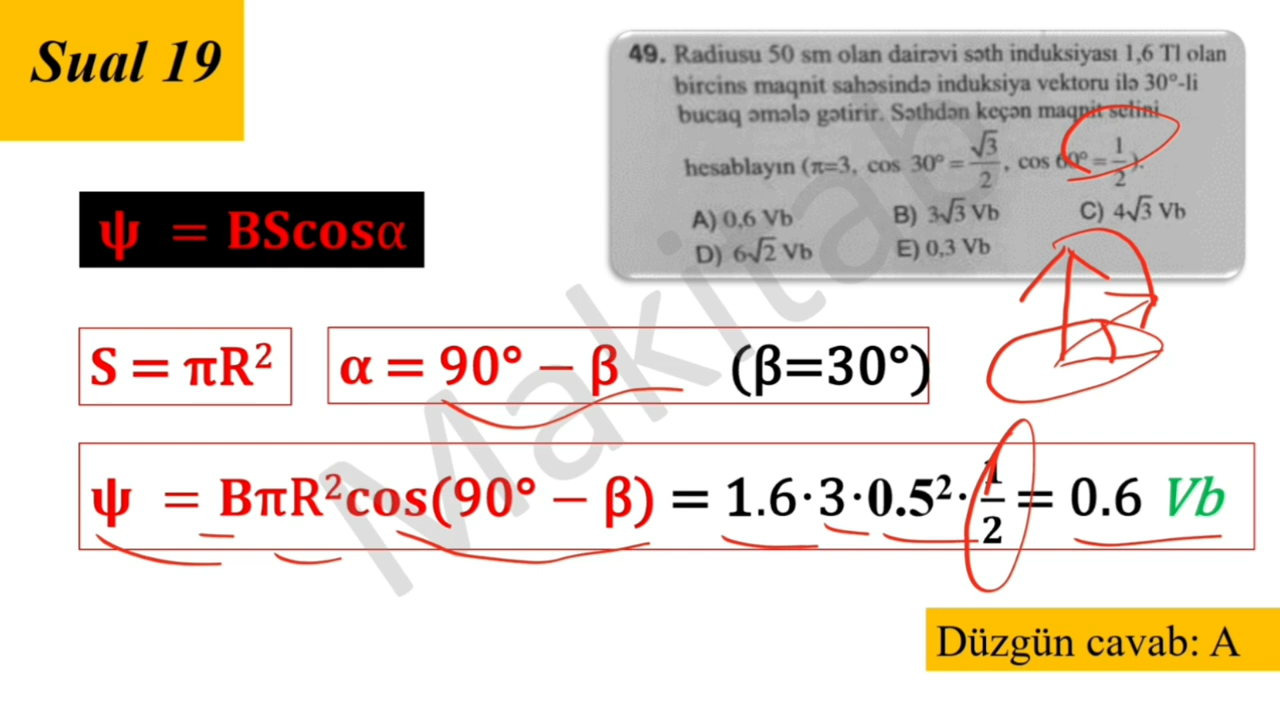 Sual 19
49. Radiusu 50 sm olan dairəvi səth induksiyası 1,6 Tl olan
bircins maqnit sahəsində induksiya vektoru ilə 30°-li
bucaq əmələ gətirir. Səthdən keçən maqnit selini
hesablayın (π=3, cos 30°=√3/2, cos 60°=1/2).
A) 0,6 Vb B) 3√3 Vb C) 4√3 Vb
D) 6√2 Vb E) 0,3 Vb
ψ = BScosα
S = πR² α = 90° − β (β=30°)
ψ = BπR²cos(90° − β) = 1.6·3·0.5²·1/2 = 0.6 Vb
Düzgün cavab: A
Makitab